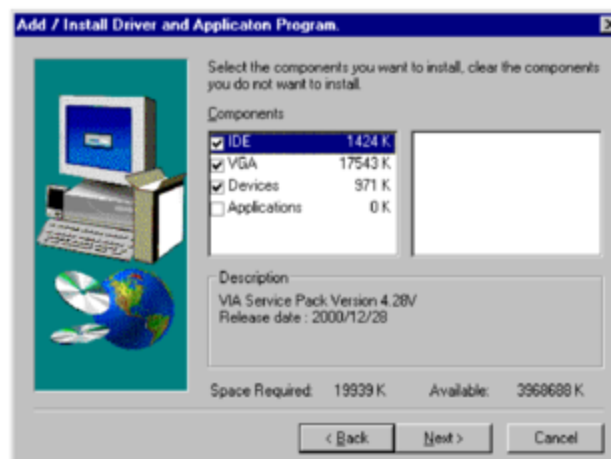 Add / Install Driver and Applicaton Program.
Select the components you want to install, clear the components
you do not want to install.
Components
IDE 1424 K
VGA 17543 K
Devices 971 K
Applications 0 K
Description
VIA Service Pack Version 4.28V
Release date : 2000/12/28
Space Required: 19939 K Available: 3968688 K
< Back Next > Cancel